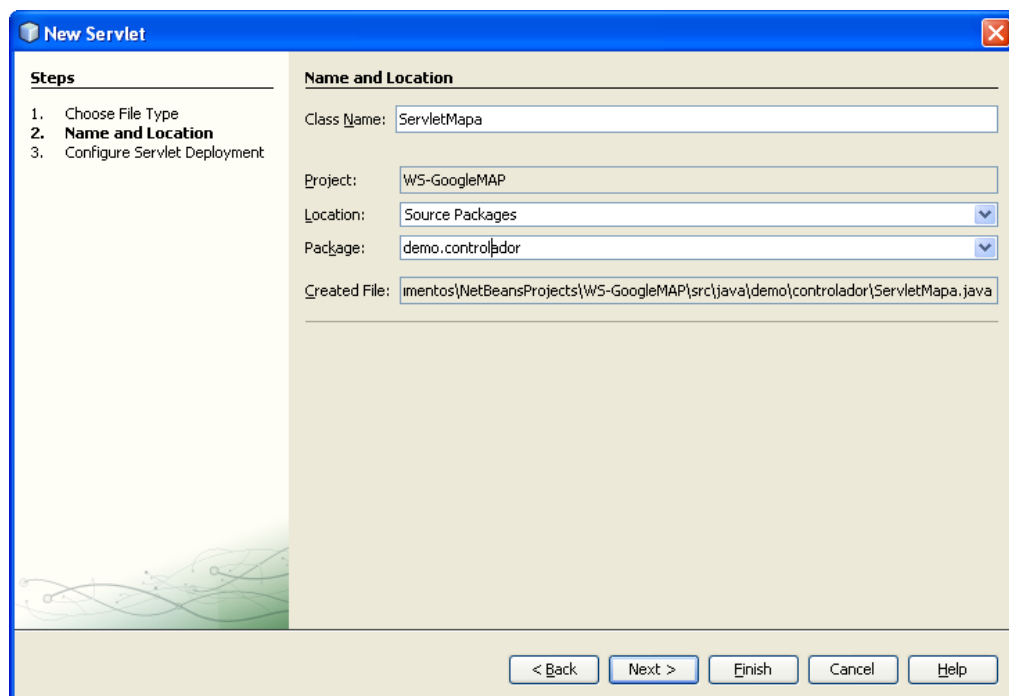 New Servlet
Steps
1. Choose File Type
2. Name and Location
3. Configure Servlet Deployment
Name and Location
Class Name: ServletMapa
Project: WS-GoogleMAP
Location: Source Packages
Package: demo.controlador
Created File: imentos\NetBeansProjects\WS-GoogleMAP\src\java\demo\controlador\ServletMapa.java
< Back Next > Finish Cancel Help